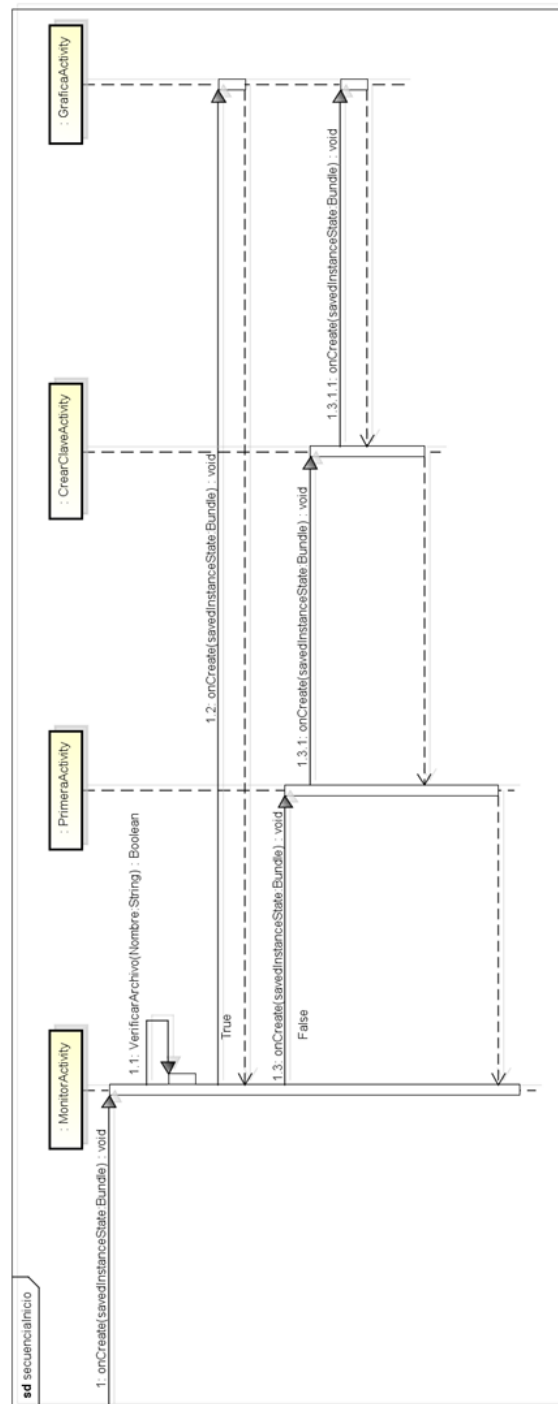 sd secuenciaInicio
: MonitorActivity
: PrimeraActivity
: CrearClaveActivity
: GraficaActivity
1: onCreate(savedInstanceState:Bundle) : void
1.1: VerificarArchivo(Nombre:String) : Boolean
1.2: onCreate(savedInstanceState:Bundle) : void
True
1.3: onCreate(savedInstanceState:Bundle) : void
False
1.3.1: onCreate(savedInstanceState:Bundle) : void
1.3.1.1: onCreate(savedInstanceState:Bundle) : void